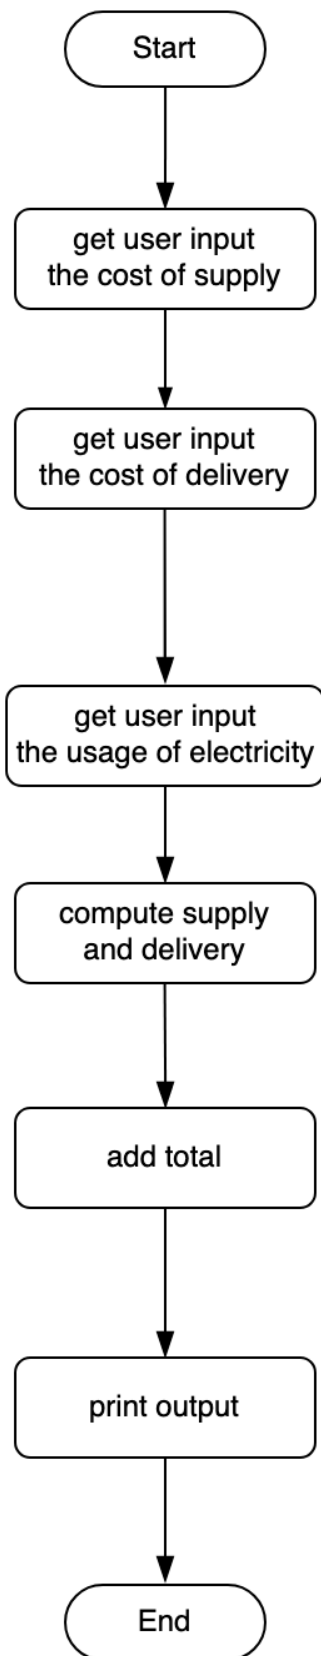 Start
get user input
the cost of supply
get user input
the cost of delivery
get user input
the usage of electricity
compute supply
and delivery
add total
print output
End